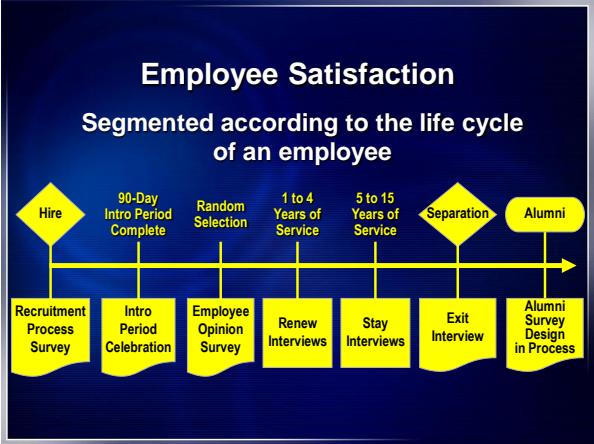 Employee Satisfaction
Segmented according to the life cycle
of an employee
Hire
90-Day
Intro Period
Complete
Random
Selection
1 to 4
Years of
Service
5 to 15
Years of
Service
Separation
Alumni
Recruitment
Process
Survey
Intro
Period
Celebration
Employee
Opinion
Survey
Renew
Interviews
Stay
Interviews
Exit
Interview
Alumni
Survey
Design
in Process